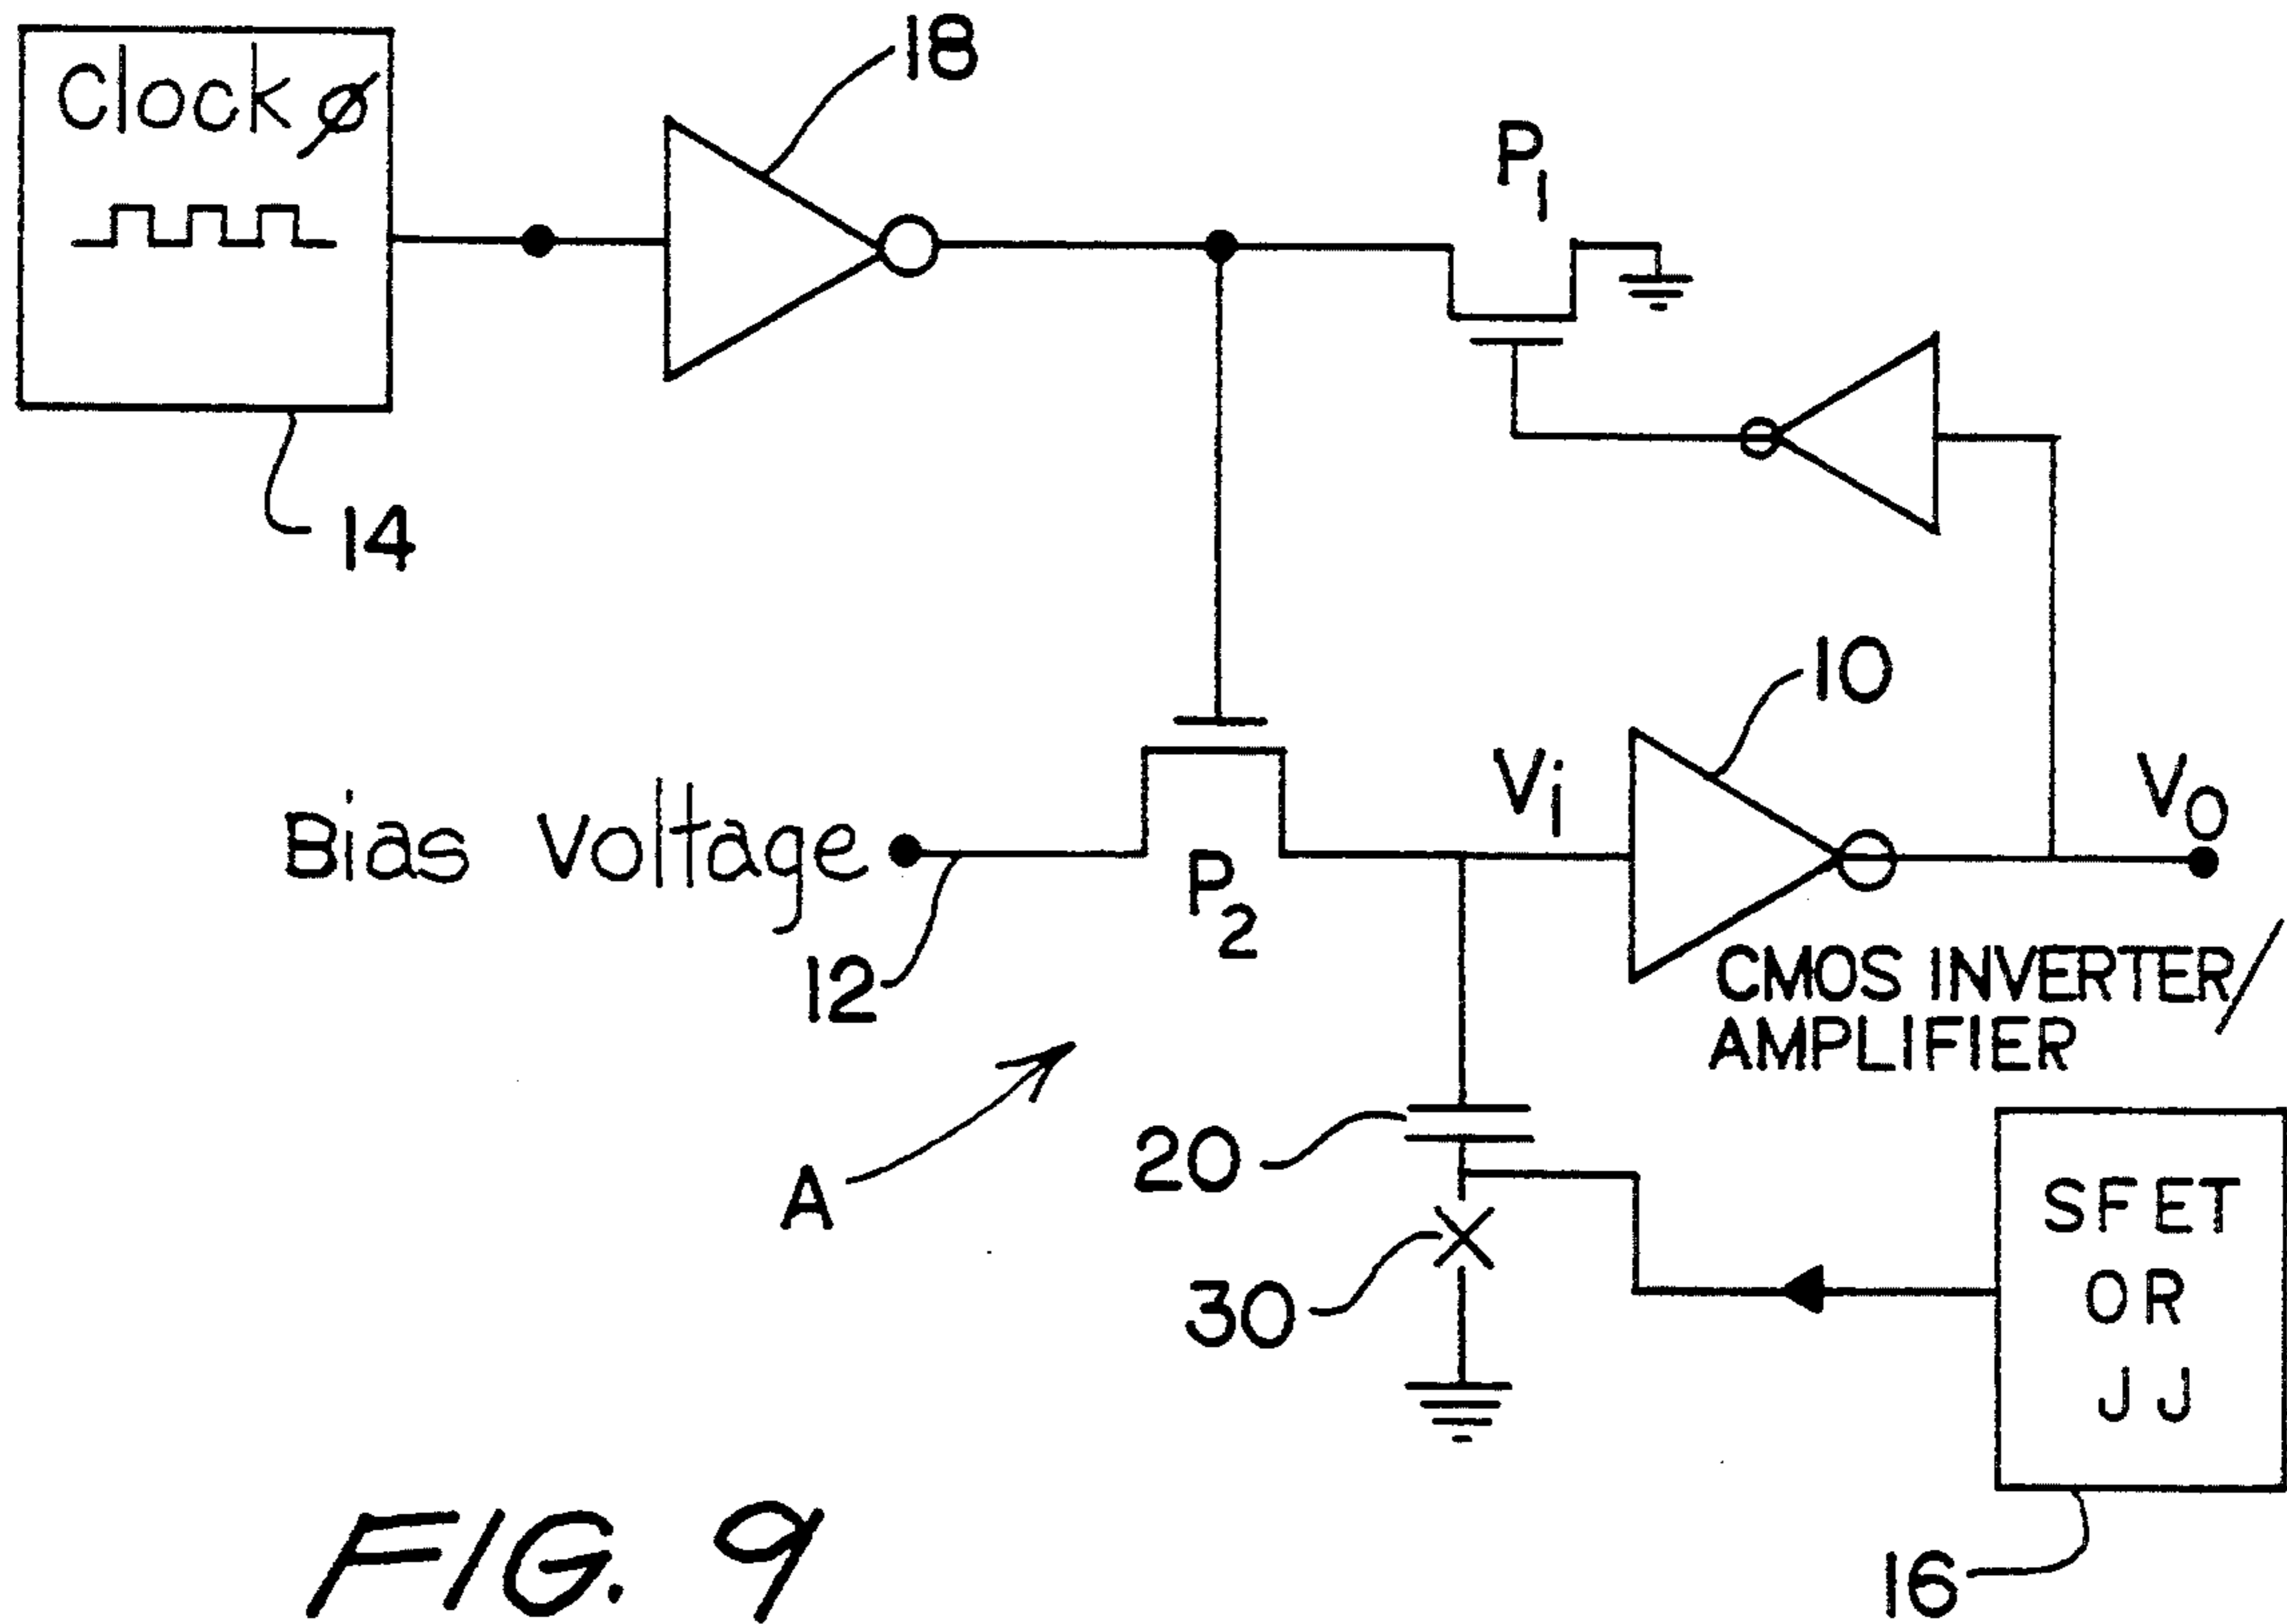 Clock ϕ
18
P1
14
10
Vi
Vo
Bias Voltage
P2
12
CMOS INVERTER/
AMPLIFIER
20
A
30
SFET
OR
JJ
16
FIG. 9